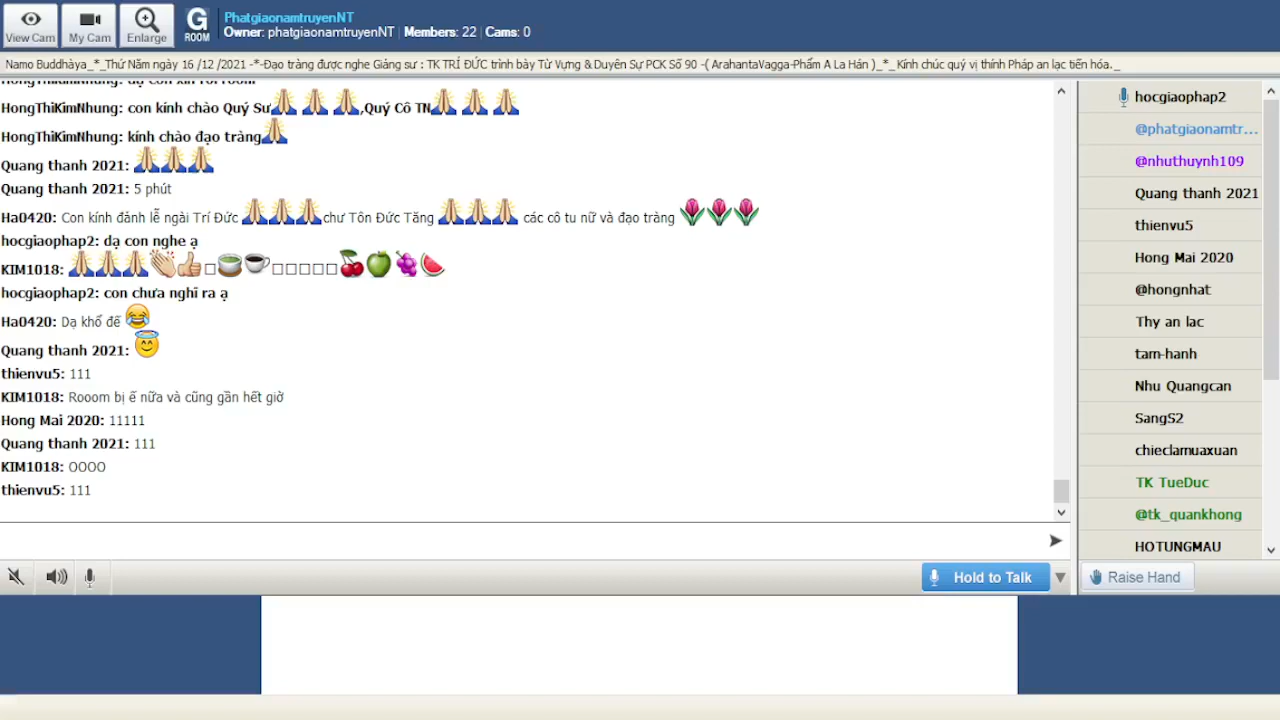 View Cam
My Cam
Enlarge
G ROOM
PhatgiaonamtruyenNT
Owner: phatgiaonamtruyenNT | Members: 22 | Cams: 0
Namo Buddhàya_*_Thứ Năm ngày 16 /12 /2021 -*-Đạo tràng được nghe Giảng sư : TK TRÍ ĐỨC trình bày Từ Vựng & Duyên Sự PCK Số 90 -( ArahantaVagga-Phẩm A La Hán )_*_ Kính chúc quý vị thính Pháp an lạc tiến hóa._
HongThiKimNhung: dạ con xin rời room
HongThiKimNhung: con kính chào Quý Sư🙏🙏🙏,Quý Cô TN🙏🙏🙏
HongThiKimNhung: kính chào đạo tràng🙏
Quang thanh 2021: 🙏🙏🙏
Quang thanh 2021: 5 phút
Ha0420: Con kính đảnh lễ ngài Trí Đức 🙏🙏🙏chư Tôn Đức Tăng 🙏🙏🙏 các cô tu nữ và đạo tràng 🌷🌷🌷
hocgiaophap2: dạ con nghe ạ
KIM1018: 🙏🙏🙏👏👍□🍵☕□□□□□🍒🍏🍇🍉
hocgiaophap2: con chưa nghĩ ra ạ
Ha0420: Dạ khổ đế 😂
Quang thanh 2021: 😇
thienvu5: 111
KIM1018: Rooom bị ế nữa và cũng gần hết giờ
Hong Mai 2020: 11111
Quang thanh 2021: 111
KIM1018: OOOO
thienvu5: 111
Hold to Talk
hocgiaophap2
@phatgiaonamtr...
@nhuthuynh109
Quang thanh 2021
thienvu5
Hong Mai 2020
@hongnhat
Thy an lac
tam-hanh
Nhu Quangcan
SangS2
chieclamuaxuan
TK TueDuc
@tk_quankhong
HOTUNGMAU
Raise Hand